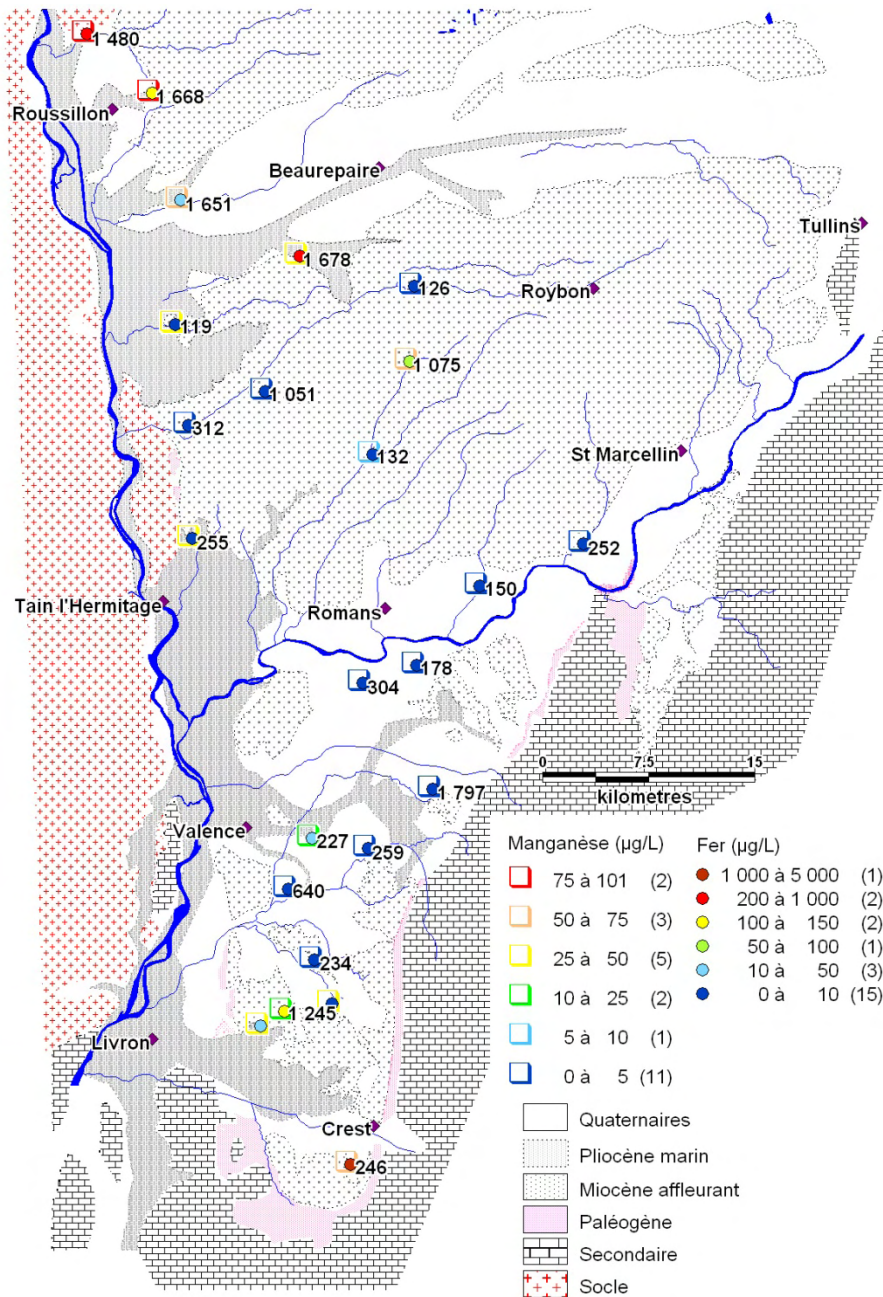 1 480
1 668
Roussillon
Beaurepaire
1 651
Tullins
1 678
126
Roybon
119
1 075
1 051
312
132
St Marcellin
255
252
150
Tain l'Hermitage
Romans
178
304
0 7.5 15
kilometres
1 797
Valence
227
259
640
234
1 245
Livron
Crest
246
Manganèse (µg/L)
75 à 101 (2)
50 à 75 (3)
25 à 50 (5)
10 à 25 (2)
5 à 10 (1)
0 à 5 (11)
Fer (µg/L)
1 000 à 5 000 (1)
200 à 1 000 (2)
100 à 150 (2)
50 à 100 (1)
10 à 50 (3)
0 à 10 (15)
Quaternaires
Pliocène marin
Miocène affleurant
Paléogène
Secondaire
Socle